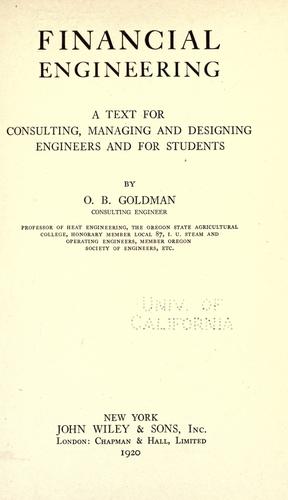 FINANCIAL
ENGINEERING
A TEXT FOR
CONSULTING, MANAGING AND DESIGNING
ENGINEERS AND FOR STUDENTS
BY
O. B. GOLDMAN
CONSULTING ENGINEER
PROFESSOR OF HEAT ENGINEERING, THE OREGON STATE AGRICULTURAL
COLLEGE, HONORARY MEMBER LOCAL 87, I. U. STEAM AND
OPERATING ENGINEERS, MEMBER OREGON
SOCIETY OF ENGINEERS, ETC.
UNIV. OF
CALIFORNIA
NEW YORK
JOHN WILEY & SONS, INC.
LONDON: CHAPMAN & HALL, LIMITED
1920